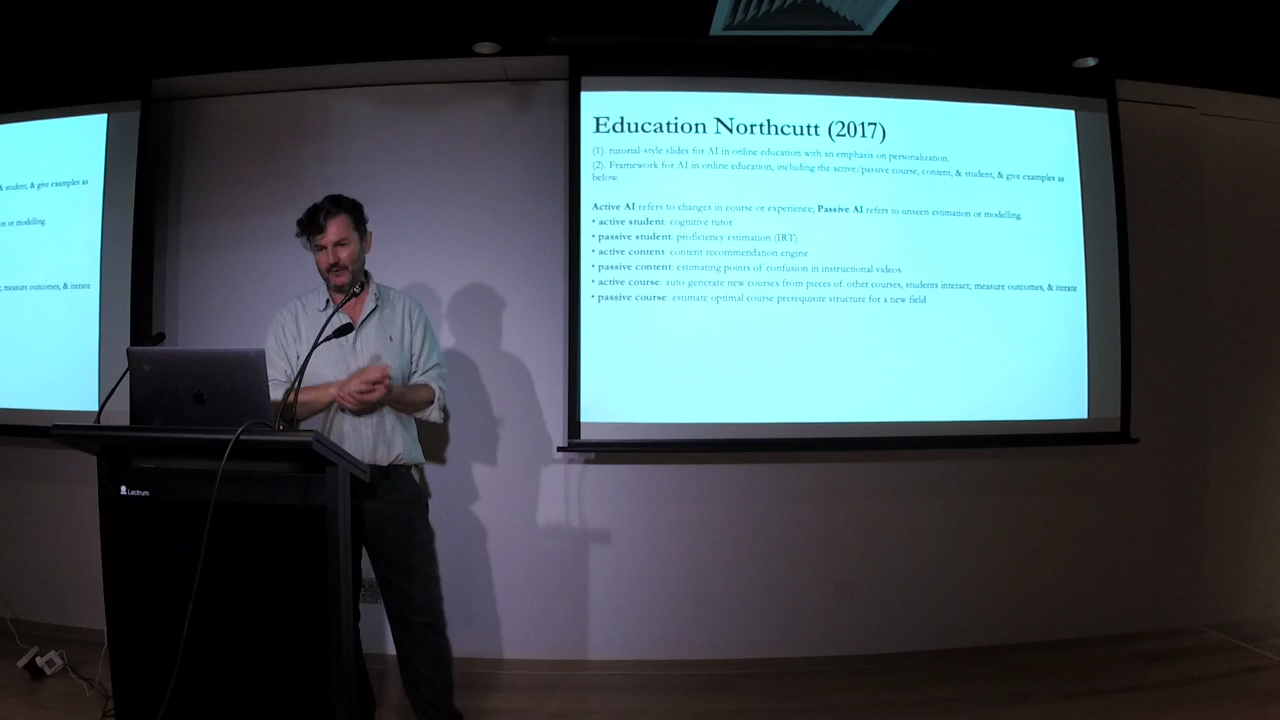 & student, & give examples as
on or modelling.
; measure outcomes, & iterate
Lectrum
Education Northcutt (2017)
(1). tutorial-style slides for AI in online education with an emphasis on personalization.
(2). Framework for AI in online education, including the active/passive course, content, & student, & give examples as
below.
Active AI refers to changes in course or experience; Passive AI refers to unseen estimation or modelling.
• active student: cognitive tutor
• passive student: proficiency estimation (IRT)
• active content: content recommendation engine
• passive content: estimating points of confusion in instructional videos
• active course: auto generate new courses from pieces of other courses, students interact; measure outcomes, & iterate
• passive course: estimate optimal course prerequisite structure for a new field